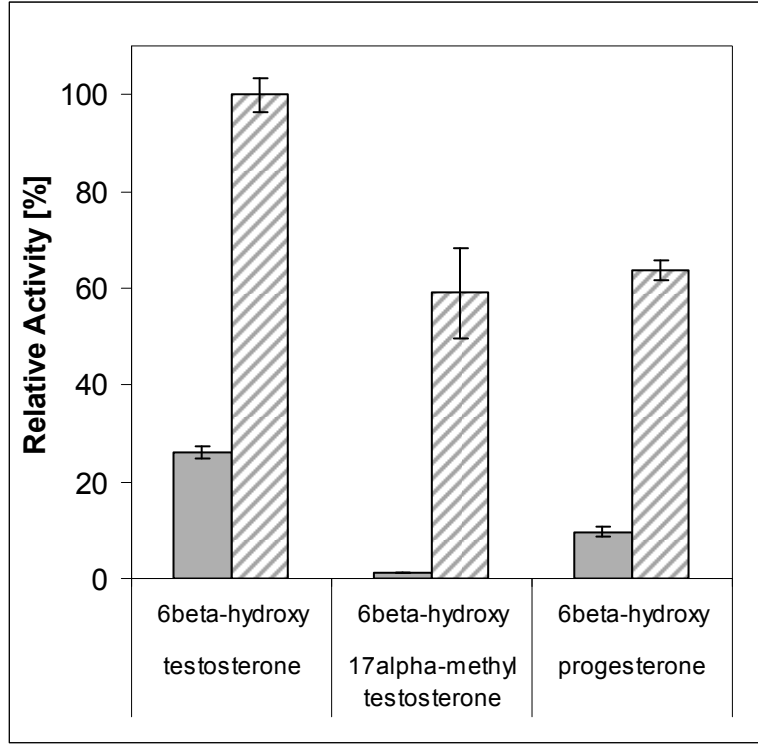 Relative Activity [%]
100
80
60
40
20
0
6beta-hydroxy 6beta-hydroxy 6beta-hydroxy
testosterone 17alpha-methyl progesterone
testosterone